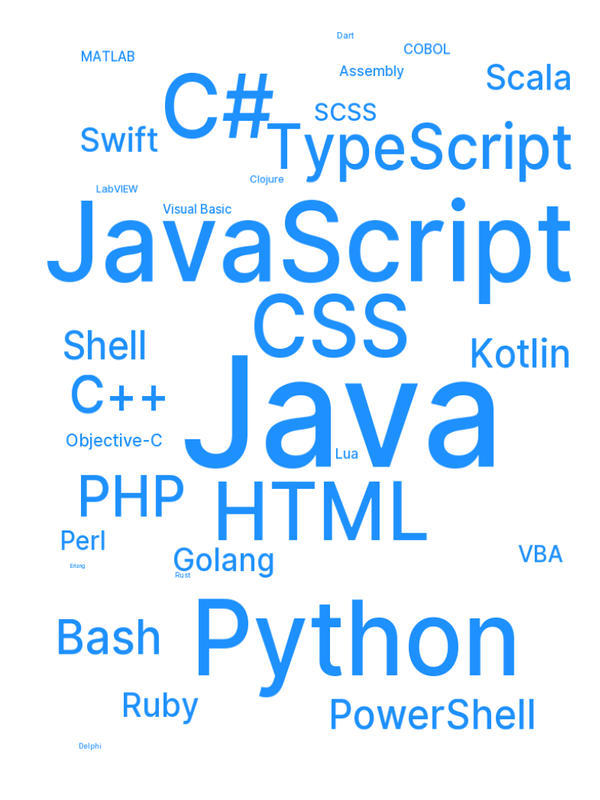 Dart
COBOL
MATLAB
Assembly
Scala
C#
SCSS
Swift
TypeScript
Clojure
LabVIEW
Visual Basic
JavaScript
CSS
Shell
Kotlin
C++
Java
Objective-C
Lua
PHP
HTML
Perl
VBA
Golang
Erlang
Rust
Python
Bash
Ruby
PowerShell
Delphi